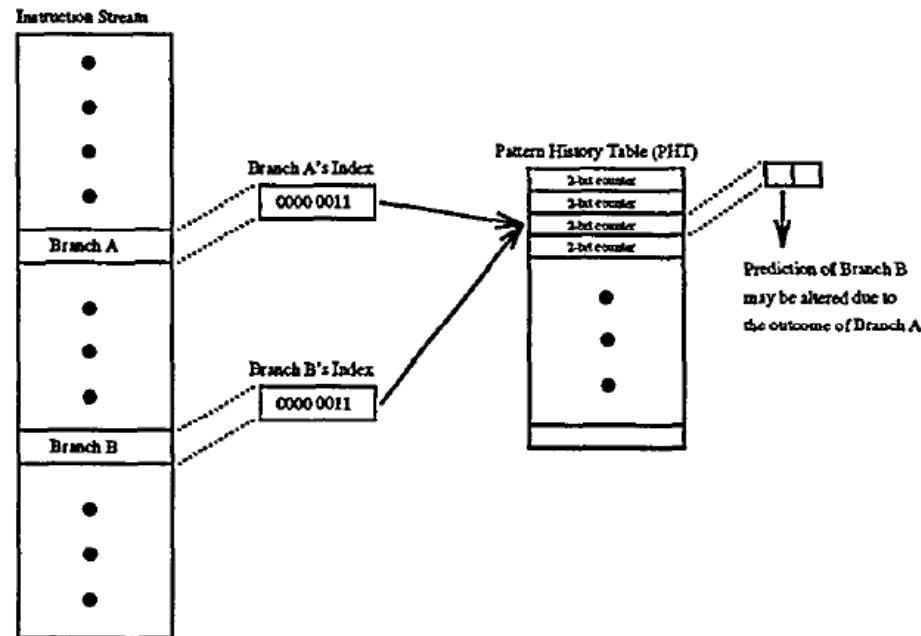 Instruction Stream
Branch A
Branch B
Branch A's Index
0000 0011
Branch B's Index
0000 0011
Pattern History Table (PHT)
2-bit counter
2-bit counter
2-bit counter
2-bit counter
Prediction of Branch B
may be altered due to
the outcome of Branch A